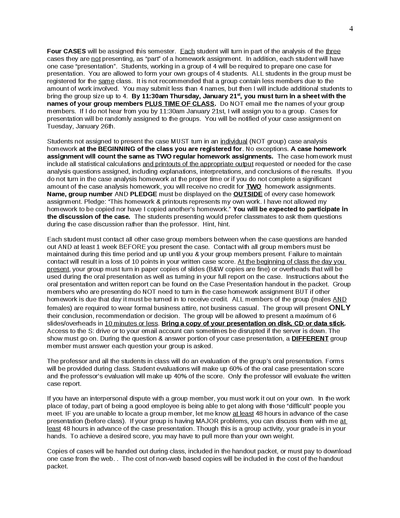 4
Four CASES will be assigned this semester. Each student will turn in part of the analysis of the three
cases they are not presenting, as "part" of a homework assignment. In addition, each student will have
one case "presentation". Students, working in a group of 4 will be required to prepare one case for
presentation. You are allowed to form your own groups of 4 students. ALL students in the group must be
registered for the same class. It is not recommended that a group contain less members due to the
amount of work involved. You may submit less than 4 names, but then I will include additional students to
bring the group size up to 4. By 11:30am Thursday, January 21st, you must turn in a sheet with the
names of your group members PLUS TIME OF CLASS. Do NOT email me the names of your group
members. If I do not hear from you by 11:30am January 21st, I will assign you to a group. Cases for
presentation will be randomly assigned to the groups. You will be notified of your case assignment on
Tuesday, January 26th.
Students not assigned to present the case MUST turn in an individual (NOT group) case analysis
homework at the BEGINNING of the class you are registered for. No exceptions. A case homework
assignment will count the same as TWO regular homework assignments. The case homework must
include all statistical calculations and printouts of the appropriate output requested or needed for the case
analysis questions assigned, including explanations, interpretations, and conclusions of the results. If you
do not turn in the case analysis homework at the proper time or if you do not complete a significant
amount of the case analysis homework, you will receive no credit for TWO homework assignments.
Name, group number AND PLEDGE must be displayed on the OUTSIDE of every case homework
assignment. Pledge: "This homework & printouts represents my own work. I have not allowed my
homework to be copied nor have I copied another's homework." You will be expected to participate in
the discussion of the case. The students presenting would prefer classmates to ask them questions
during the case discussion rather than the professor. Hint, hint.
Each student must contact all other case group members between when the case questions are handed
out AND at least 1 week BEFORE you present the case. Contact with all group members must be
maintained during this time period and up until you & your group members present. Failure to maintain
contact will result in a loss of 10 points in your written case score. At the beginning of class the day you
present, your group must turn in paper copies of slides (B&W copies are fine) or overheads that will be
used during the oral presentation as well as turning in your full report on the case. Instructions about the
oral presentation and written report can be found on the Case Presentation handout in the packet. Group
members who are presenting do NOT need to turn in the case homework assignment BUT if other
homework is due that day it must be turned in to receive credit. ALL members of the group (males AND
females) are required to wear formal business attire, not business casual. The group will present ONLY
their conclusion, recommendation or decision. The group will be allowed to present a maximum of 6
slides/overheads in 10 minutes or less. Bring a copy of your presentation on disk, CD or data stick.
Access to the S: drive or to your email account can sometimes be disrupted if the server is down. The
show must go on. During the question & answer portion of your case presentation, a DIFFERENT group
member must answer each question your group is asked.
The professor and all the students in class will do an evaluation of the group's oral presentation. Forms
will be provided during class. Student evaluations will make up 60% of the oral case presentation score
and the professor's evaluation will make up 40% of the score. Only the professor will evaluate the written
case report.
If you have an interpersonal dispute with a group member, you must work it out on your own. In the work
place of today, part of being a good employee is being able to get along with those "difficult" people you
meet. IF you are unable to locate a group member, let me know at least 48 hours in advance of the case
presentation (before class). If your group is having MAJOR problems, you can discuss them with me at
least 48 hours in advance of the case presentation. Though this is a group activity, your grade is in your
hands. To achieve a desired score, you may have to pull more than your own weight.
Copies of cases will be handed out during class, included in the handout packet, or must pay to download
one case from the web. . The cost of non-web based copies will be included in the cost of the handout
packet.